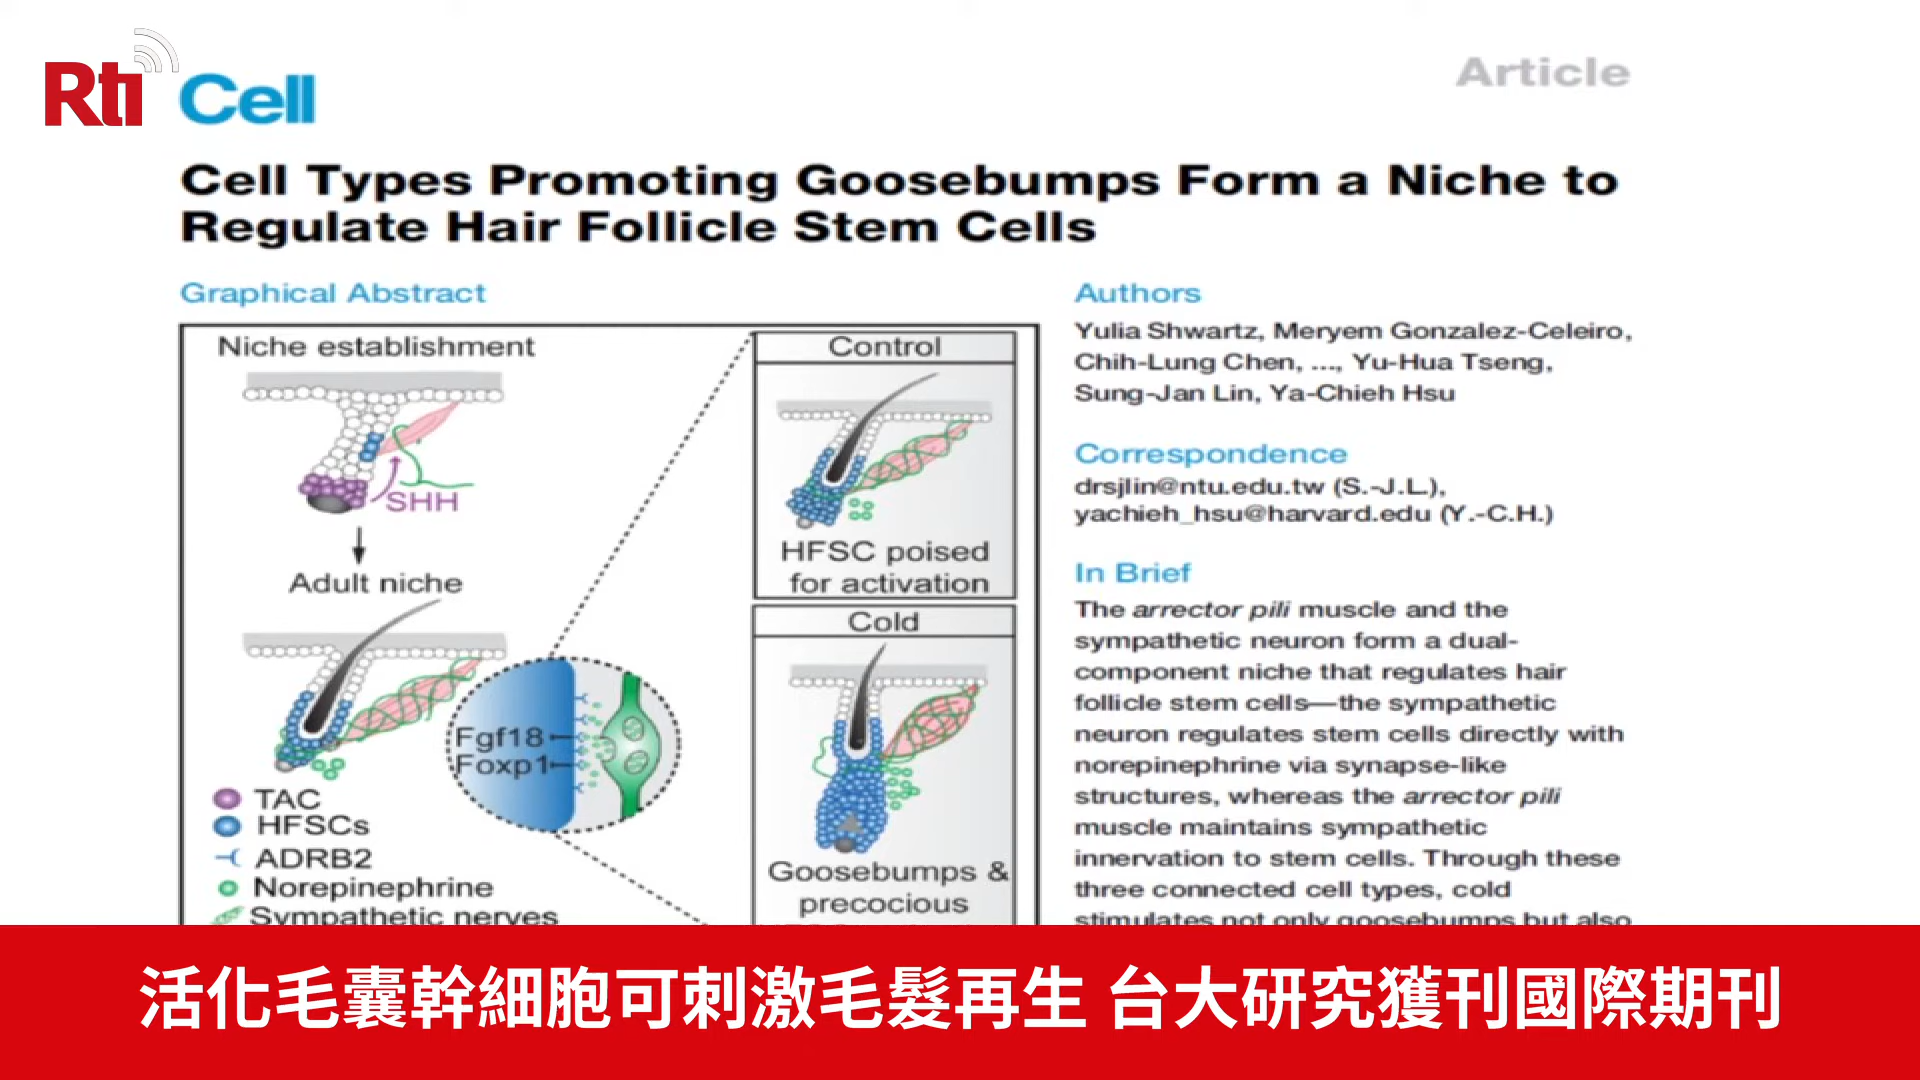 Rti
Cell
Article
Cell Types Promoting Goosebumps Form a Niche to
Regulate Hair Follicle Stem Cells
Graphical Abstract
Niche establishment
SHH
Adult niche
Fgf18
Foxp1
TAC
HFSCs
ADRB2
Norepinephrine
Sympathetic nerves
Control
HFSC poised
for activation
Cold
Goosebumps &
precocious
Authors
Yulia Shwartz, Meryem Gonzalez-Celeiro,
Chih-Lung Chen, ..., Yu-Hua Tseng,
Sung-Jan Lin, Ya-Chieh Hsu
Correspondence
drsjlin@ntu.edu.tw (S.-J.L.),
yachieh_hsu@harvard.edu (Y.-C.H.)
In Brief
The arrector pili muscle and the
sympathetic neuron form a dual-
component niche that regulates hair
follicle stem cells—the sympathetic
neuron regulates stem cells directly with
norepinephrine via synapse-like
structures, whereas the arrector pili
muscle maintains sympathetic
innervation to stem cells. Through these
three connected cell types, cold
stimulates not only goosebumps but also
活化毛囊幹細胞可刺激毛髮再生 台大研究獲刊國際期刊